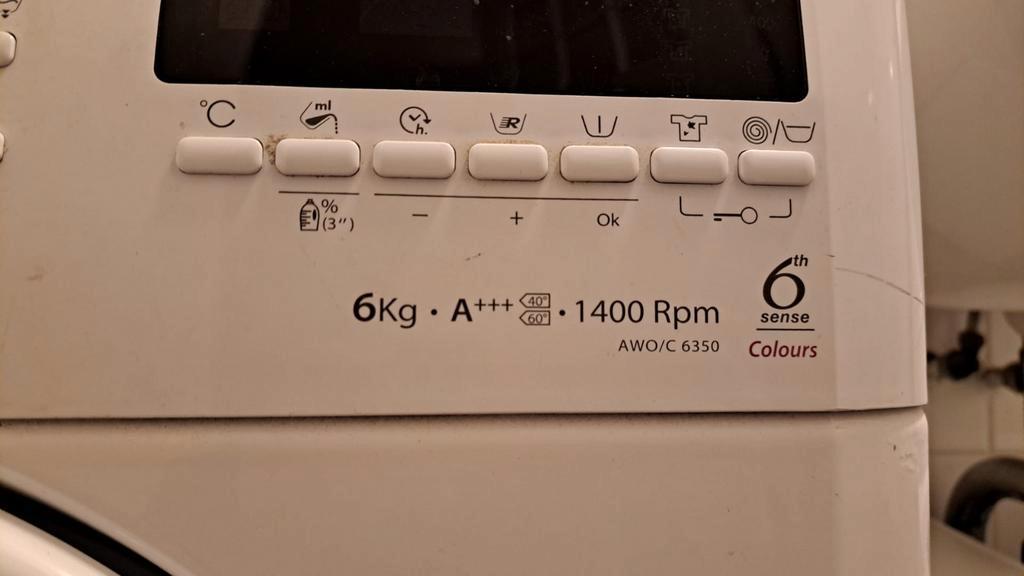 °C
ml
h.
R
%
(3")
– + Ok
6Kg · A+++ 40° 60° · 1400 Rpm
AWO/C 6350
6th
sense
Colours